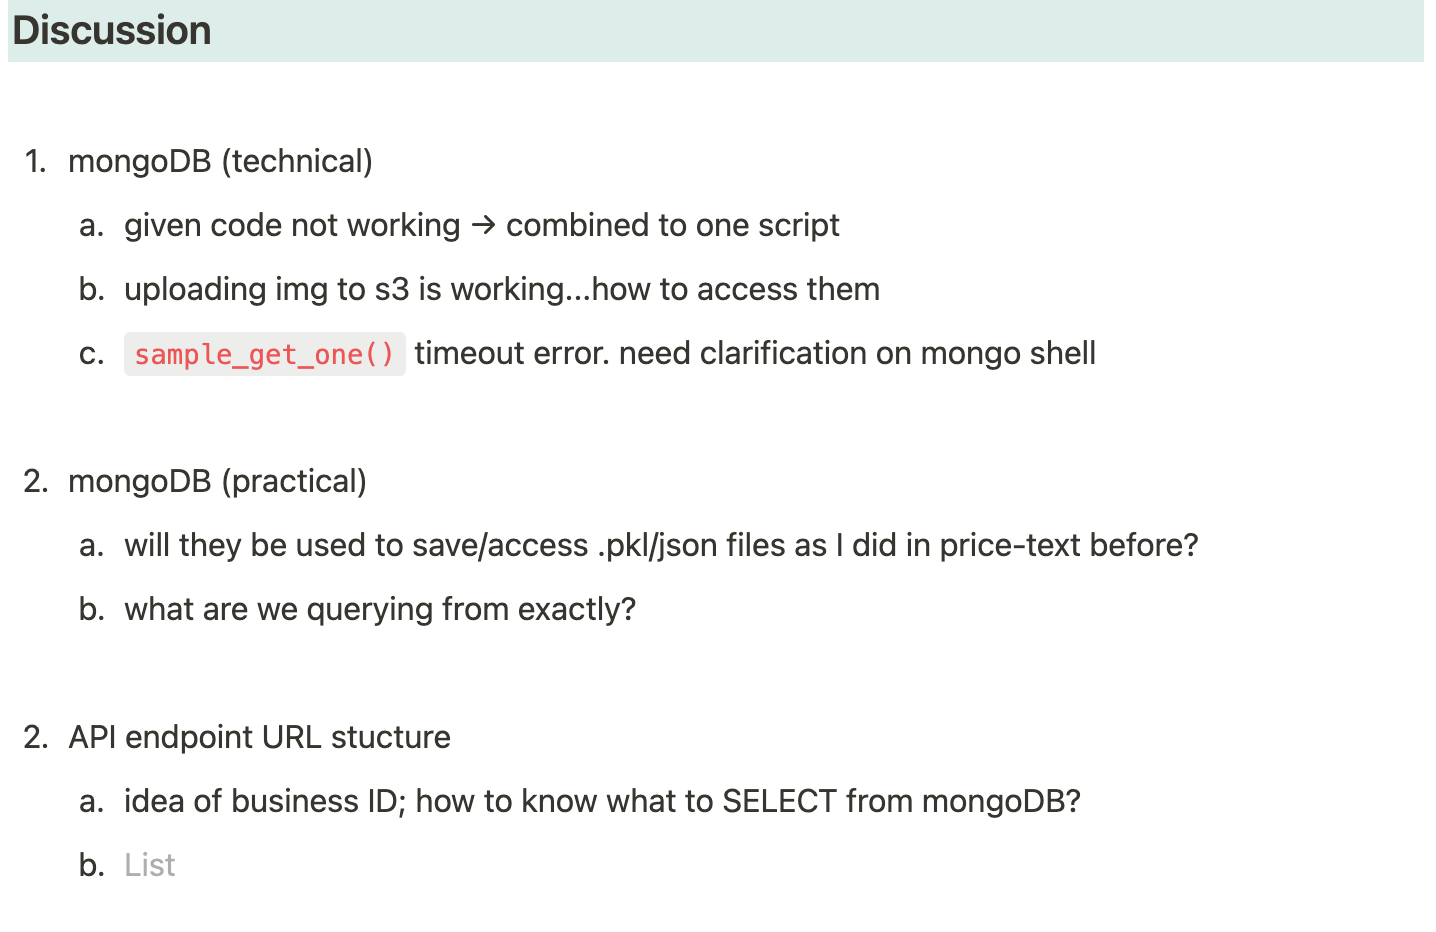 Discussion
1. mongoDB (technical)
a. given code not working → combined to one script
b. uploading img to s3 is working...how to access them
c. sample_get_one() timeout error. need clarification on mongo shell
2. mongoDB (practical)
a. will they be used to save/access .pkl/json files as I did in price-text before?
b. what are we querying from exactly?
2. API endpoint URL stucture
a. idea of business ID; how to know what to SELECT from mongoDB?
b. List